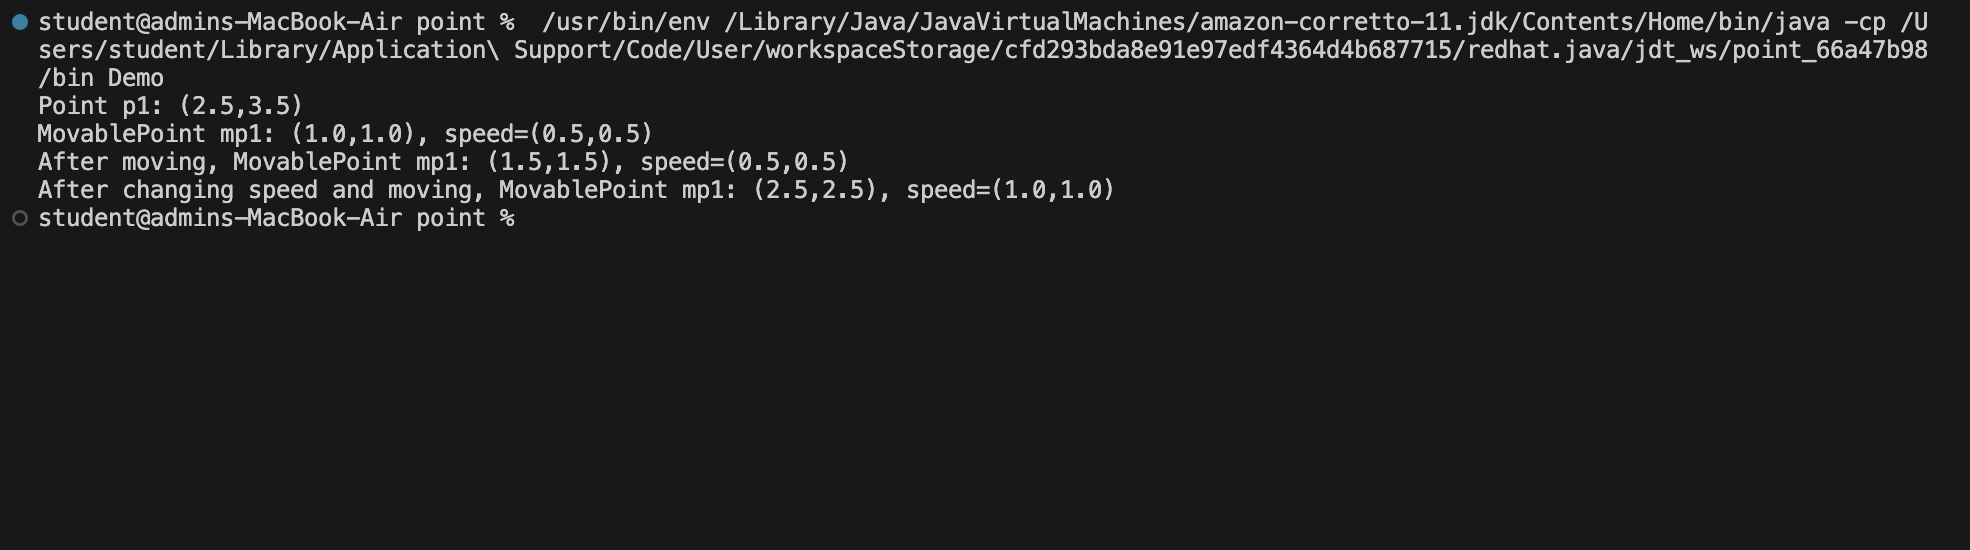 student@admins-MacBook-Air point %  /usr/bin/env /Library/Java/JavaVirtualMachines/amazon-corretto-11.jdk/Contents/Home/bin/java -cp /U
sers/student/Library/Application\ Support/Code/User/workspaceStorage/cfd293bda8e91e97edf4364d4b687715/redhat.java/jdt_ws/point_66a47b98
/bin Demo
Point p1: (2.5,3.5)
MovablePoint mp1: (1.0,1.0), speed=(0.5,0.5)
After moving, MovablePoint mp1: (1.5,1.5), speed=(0.5,0.5)
After changing speed and moving, MovablePoint mp1: (2.5,2.5), speed=(1.0,1.0)
student@admins-MacBook-Air point %